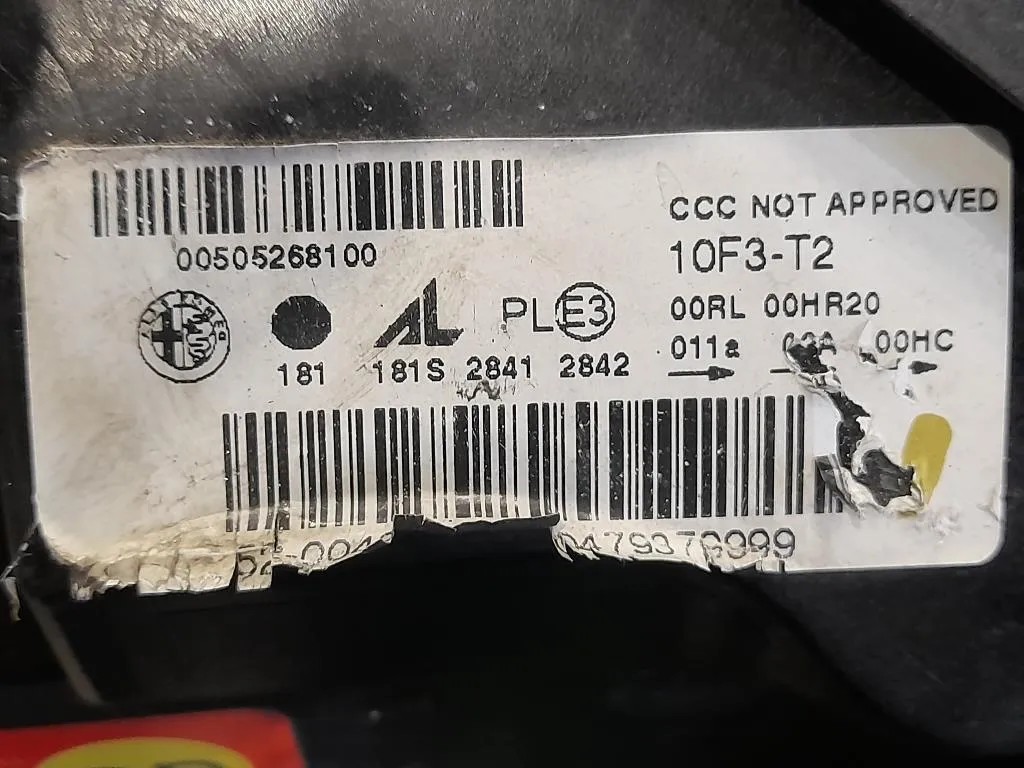 00505268100
CCC NOT APPROVED
10F3-T2
PL E3
00RL 00HR20
011a 00HC
181 181S 2841 2842